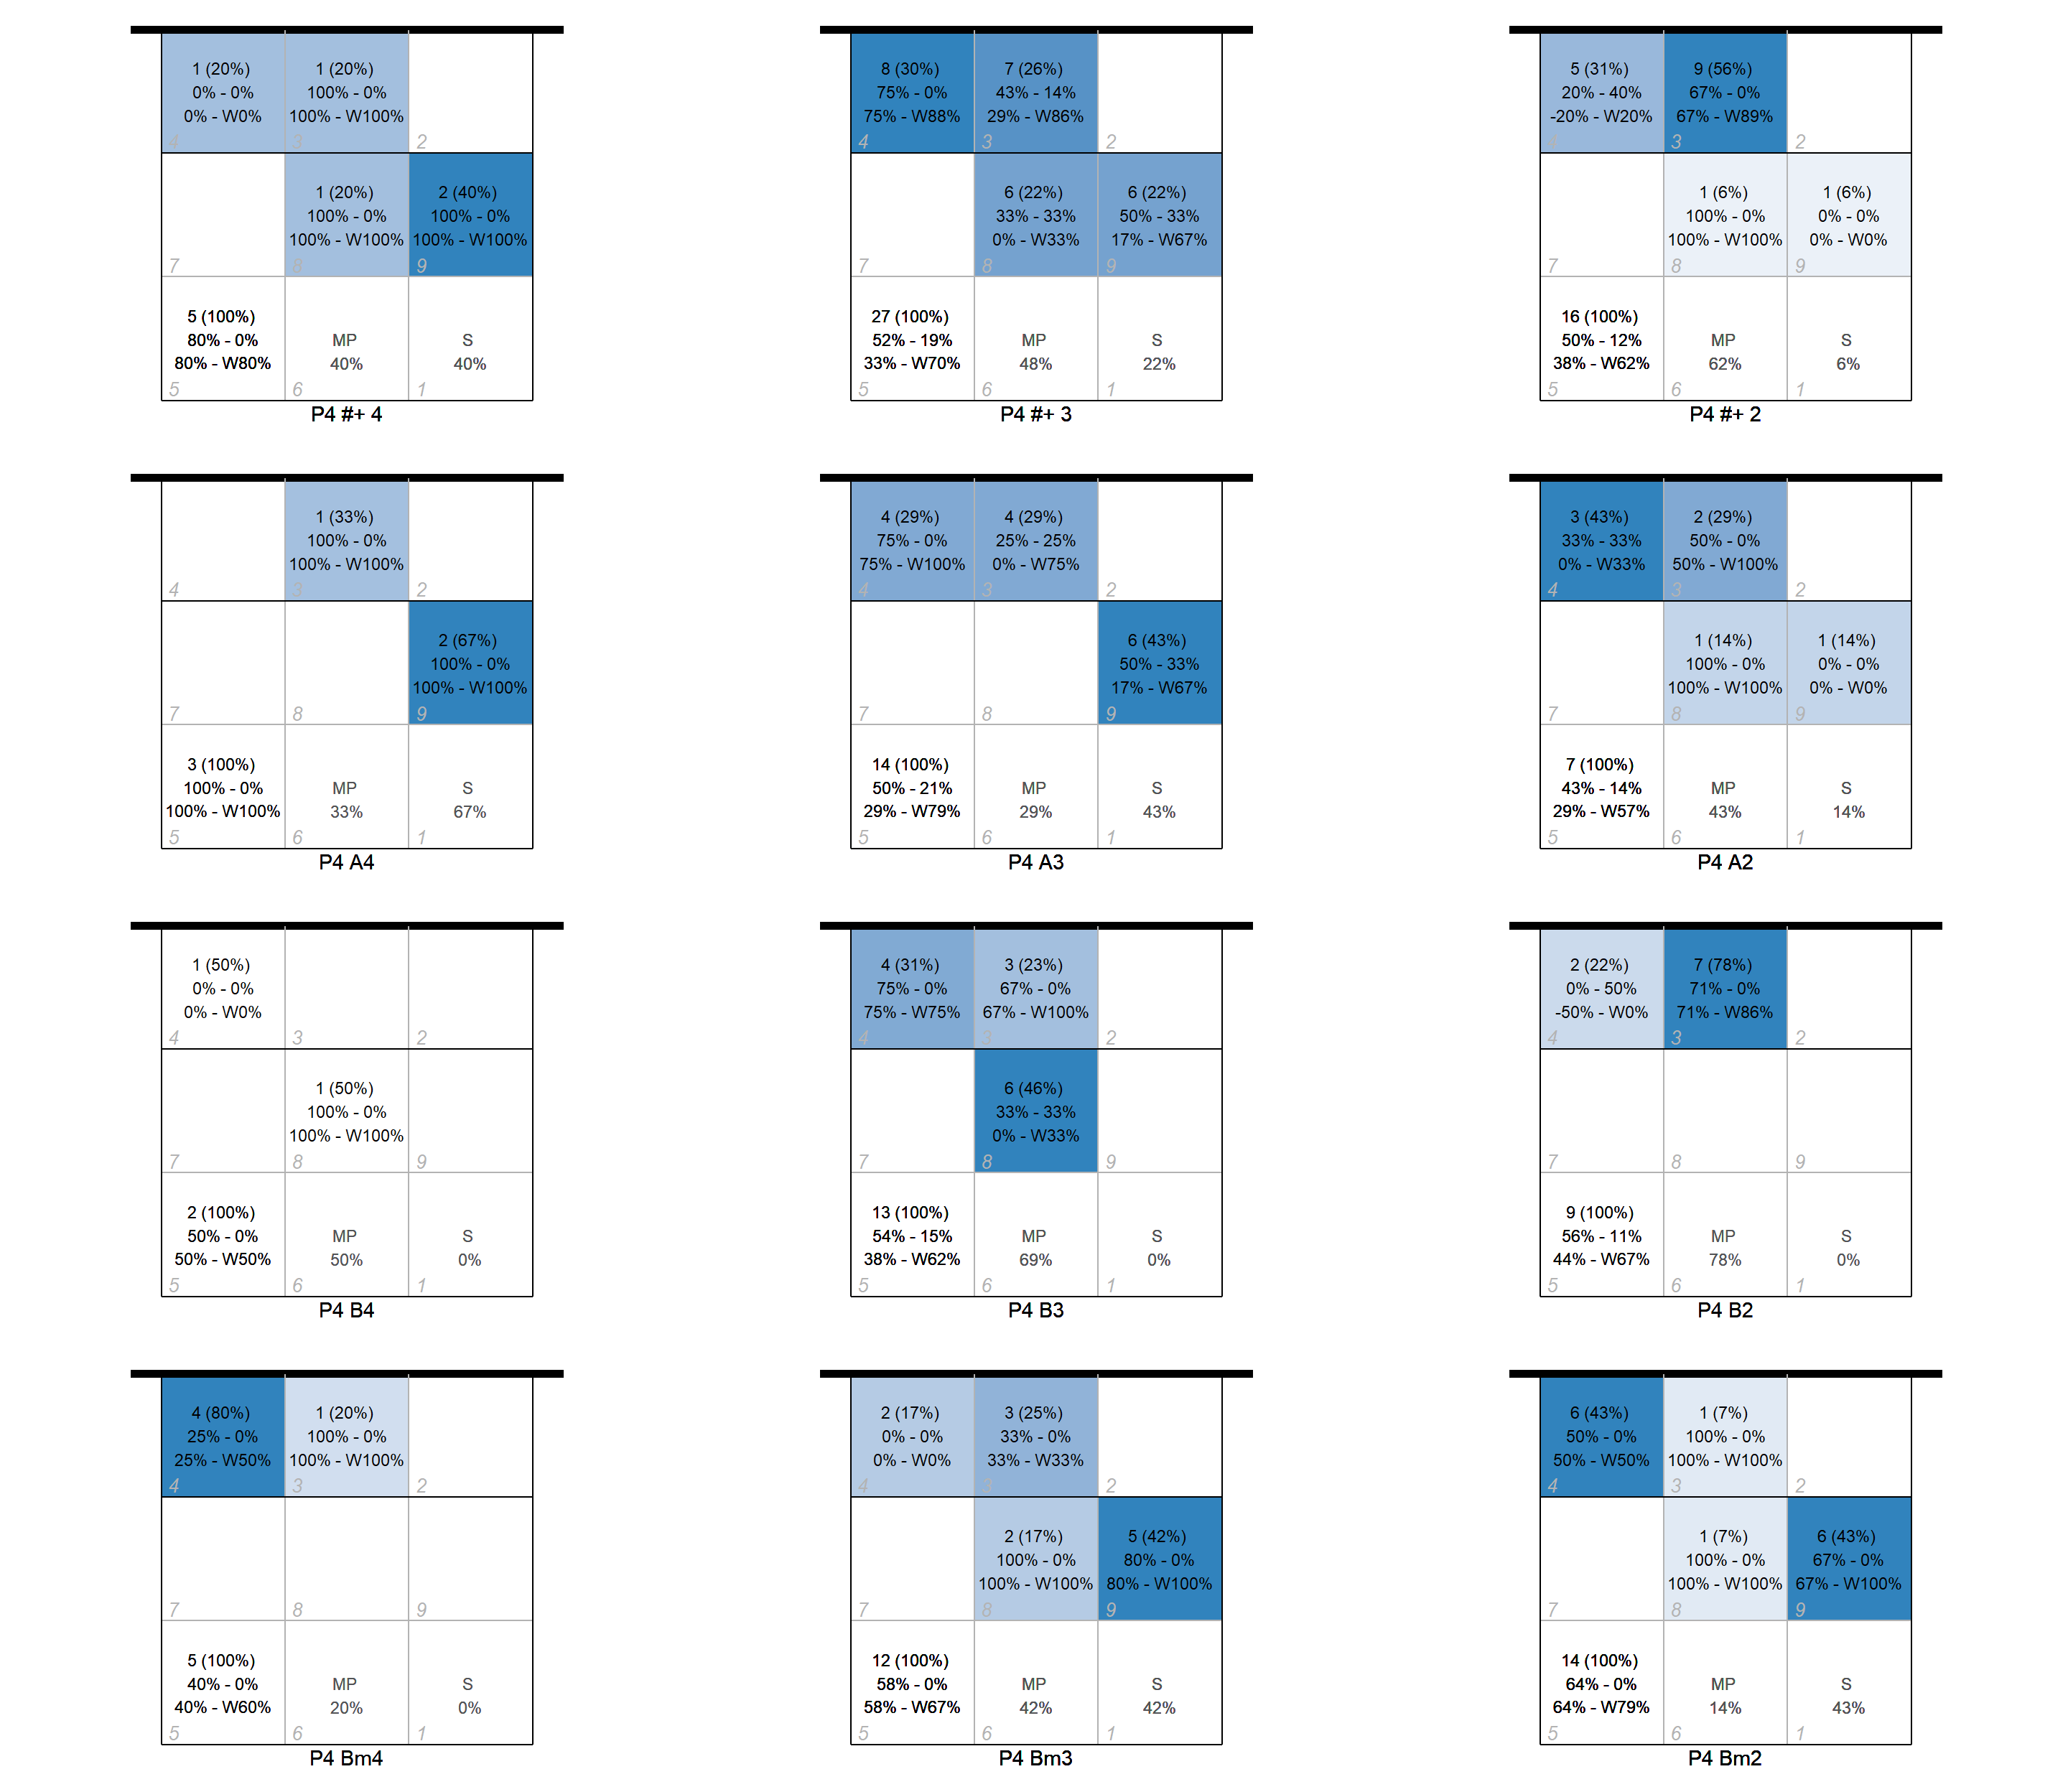 1 (20%)
0% - 0%
0% - W0%
4
1 (20%)
100% - 0%
100% - W100%
3
2
7
1 (20%)
100% - 0%
100% - W100%
8
2 (40%)
100% - 0%
100% - W100%
9
5 (100%)
80% - 0%
80% - W80%
5
MP
40%
6
S
40%
1
P4 #+ 4
8 (30%)
75% - 0%
75% - W88%
4
7 (26%)
43% - 14%
29% - W86%
3
2
7
6 (22%)
33% - 33%
0% - W33%
8
6 (22%)
50% - 33%
17% - W67%
9
27 (100%)
52% - 19%
33% - W70%
5
MP
48%
6
S
22%
1
P4 #+ 3
5 (31%)
20% - 40%
-20% - W20%
4
9 (56%)
67% - 0%
67% - W89%
3
2
7
1 (6%)
100% - 0%
100% - W100%
8
1 (6%)
0% - 0%
0% - W0%
9
16 (100%)
50% - 12%
38% - W62%
5
MP
62%
6
S
6%
1
P4 #+ 2
4
1 (33%)
100% - 0%
100% - W100%
3
2
7
8
2 (67%)
100% - 0%
100% - W100%
9
3 (100%)
100% - 0%
100% - W100%
5
MP
33%
6
S
67%
1
P4 A4
4 (29%)
75% - 0%
75% - W100%
4
4 (29%)
25% - 25%
0% - W75%
3
2
7
8
6 (43%)
50% - 33%
17% - W67%
9
14 (100%)
50% - 21%
29% - W79%
5
MP
29%
6
S
43%
1
P4 A3
3 (43%)
33% - 33%
0% - W33%
4
2 (29%)
50% - 0%
50% - W100%
3
2
7
1 (14%)
100% - 0%
100% - W100%
8
1 (14%)
0% - 0%
0% - W0%
9
7 (100%)
43% - 14%
29% - W57%
5
MP
43%
6
S
14%
1
P4 A2
1 (50%)
0% - 0%
0% - W0%
4
3
2
7
1 (50%)
100% - 0%
100% - W100%
8
9
2 (100%)
50% - 0%
50% - W50%
5
MP
50%
6
S
0%
1
P4 B4
4 (31%)
75% - 0%
75% - W75%
4
3 (23%)
67% - 0%
67% - W100%
3
2
7
6 (46%)
33% - 33%
0% - W33%
8
9
13 (100%)
54% - 15%
38% - W62%
5
MP
69%
6
S
0%
1
P4 B3
2 (22%)
0% - 50%
-50% - W0%
4
7 (78%)
71% - 0%
71% - W86%
3
2
7
8
9
9 (100%)
56% - 11%
44% - W67%
5
MP
78%
6
S
0%
1
P4 B2
4 (80%)
25% - 0%
25% - W50%
4
1 (20%)
100% - 0%
100% - W100%
3
2
7
8
9
5 (100%)
40% - 0%
40% - W60%
5
MP
20%
6
S
0%
1
P4 Bm4
2 (17%)
0% - 0%
0% - W0%
4
3 (25%)
33% - 0%
33% - W33%
3
2
7
2 (17%)
100% - 0%
100% - W100%
8
5 (42%)
80% - 0%
80% - W100%
9
12 (100%)
58% - 0%
58% - W67%
5
MP
42%
6
S
42%
1
P4 Bm3
6 (43%)
50% - 0%
50% - W50%
4
1 (7%)
100% - 0%
100% - W100%
3
2
7
1 (7%)
100% - 0%
100% - W100%
8
6 (43%)
67% - 0%
67% - W100%
9
14 (100%)
64% - 0%
64% - W79%
5
MP
14%
6
S
43%
1
P4 Bm2